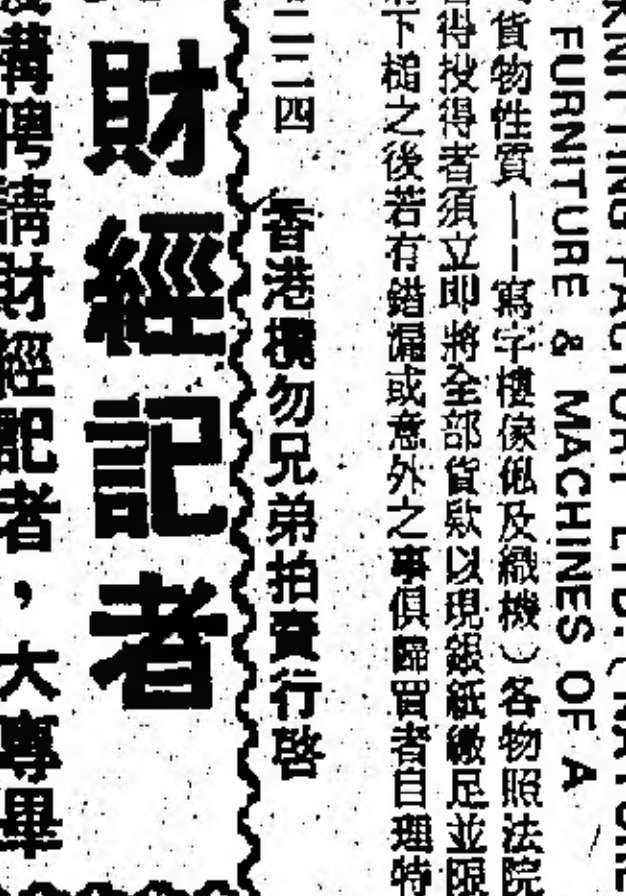 KNITTING FACTORY LTD. (NATURE
FURNITURE & MACHINES OF A
貨物性質——寫字樓傢俬及織機）各物照法院
得投得者須立即將全部貨款以現銀紙繳足並限
下槌之後若有錯漏或意外之事俱歸買者自理特
二二四 香港攬勿兄弟拍賣行啓
財經記者
聘請財經記者，大專畢